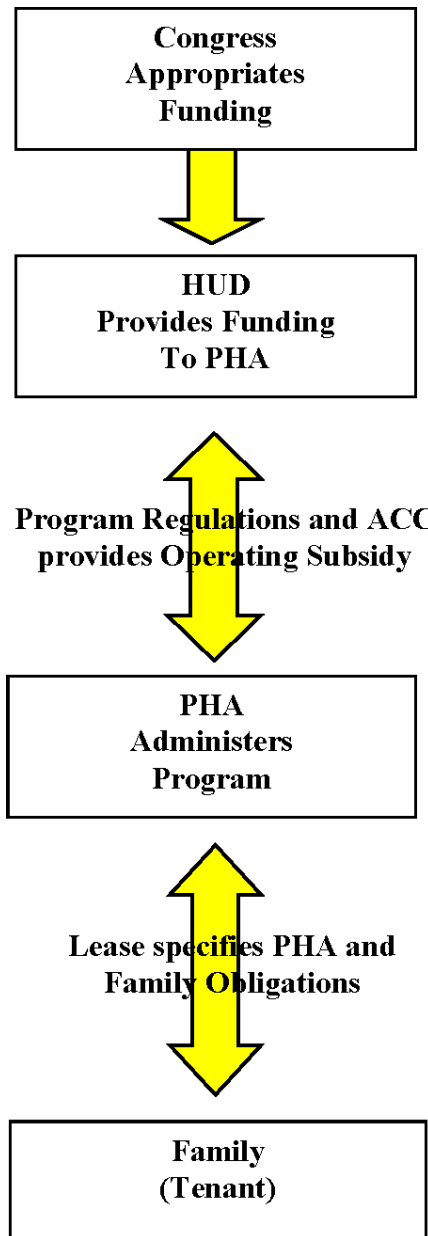 Congress
Appropriates
Funding
HUD
Provides Funding
To PHA
Program Regulations and ACC
provides Operating Subsidy
PHA
Administers
Program
Lease specifies PHA and
Family Obligations
Family
(Tenant)